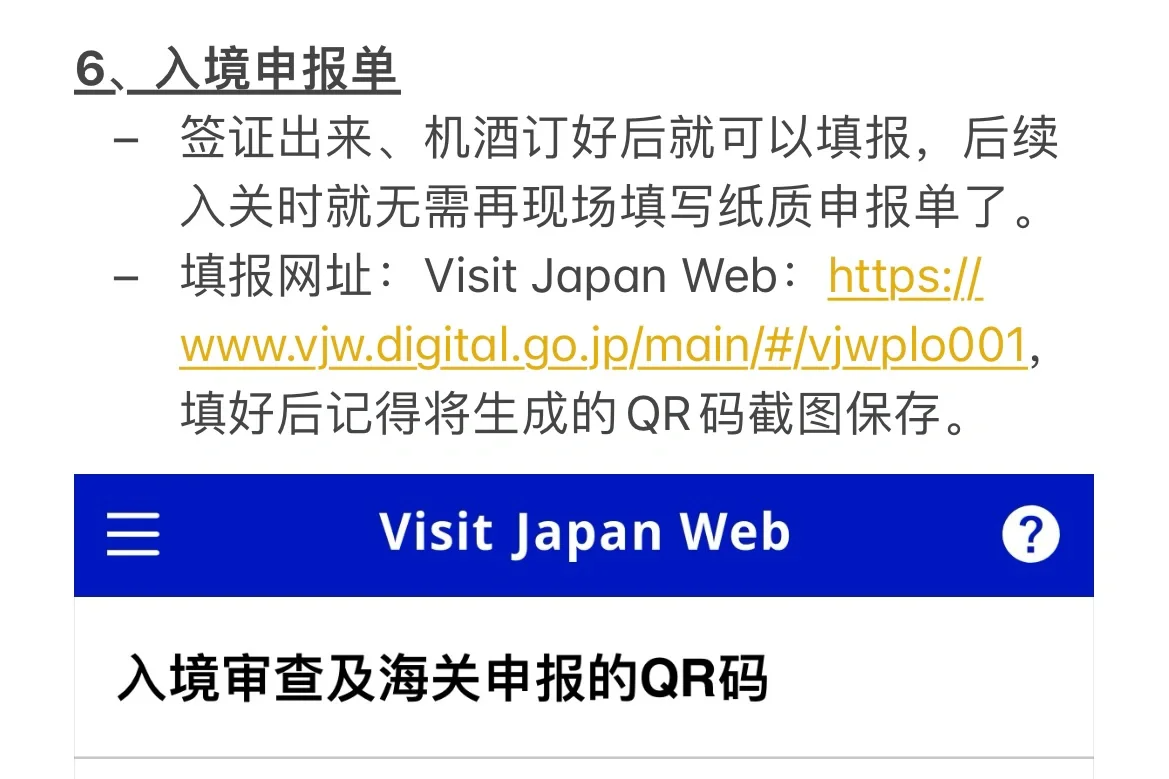 6、入境申报单
– 签证出来、机酒订好后就可以填报，后续
入关时就无需再现场填写纸质申报单了。
– 填报网址：Visit Japan Web：https://
www.vjw.digital.go.jp/main/#/vjwplo001,
填好后记得将生成的QR码截图保存。
Visit Japan Web
?
入境审查及海关申报的QR码